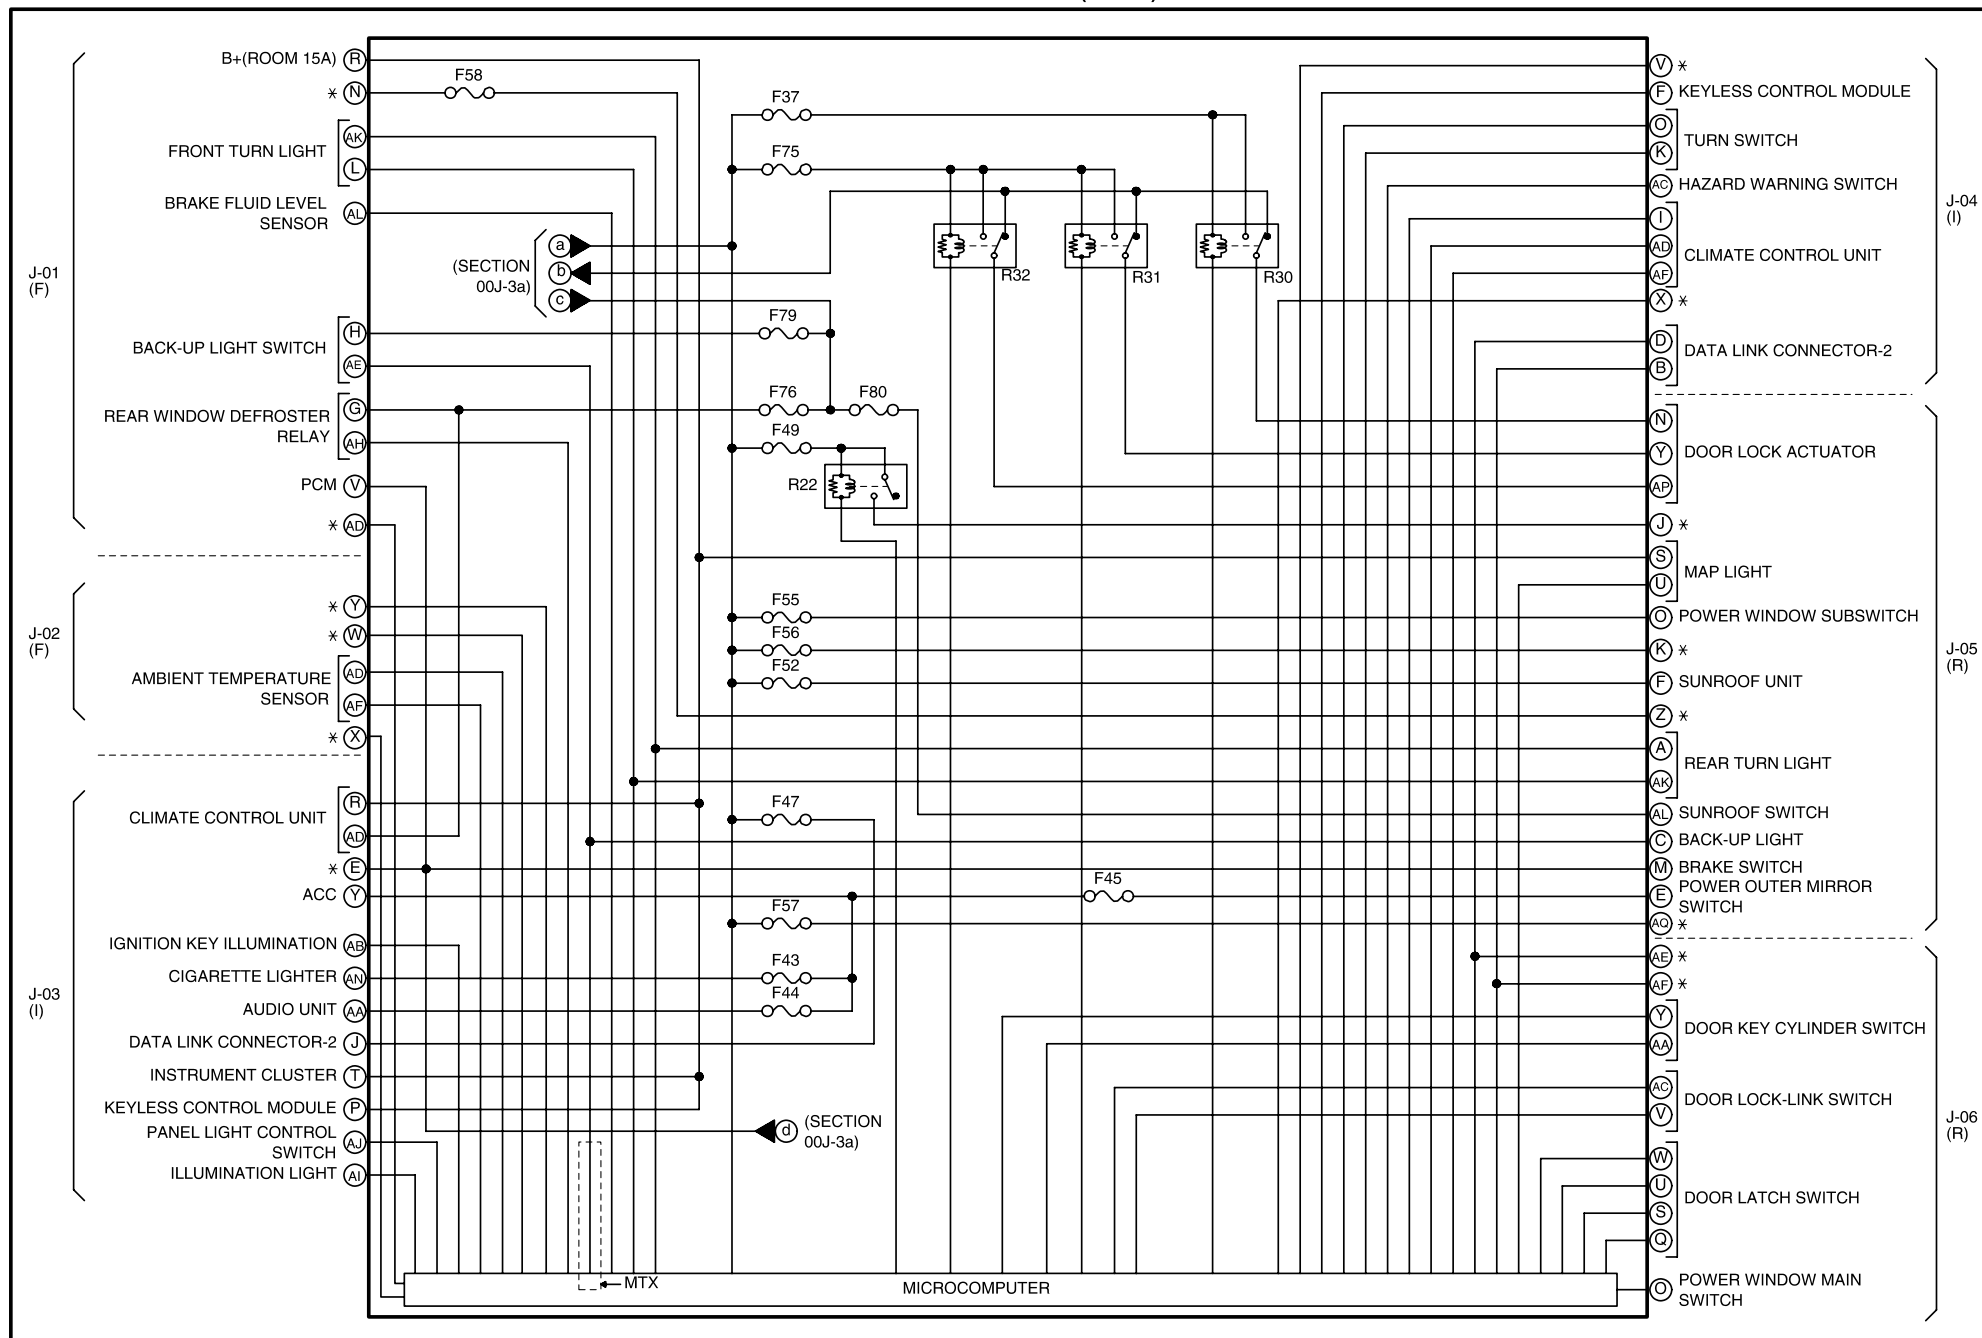 B+(ROOM 15A) R
* N
F58
FRONT TURN LIGHT
AK
L
BRAKE FLUID LEVEL
SENSOR
AL
J-01
(F)
BACK-UP LIGHT SWITCH
H
AE
REAR WINDOW DEFROSTER
RELAY
G
AH
PCM V
* AD
J-02
(F)
* Y
* W
AMBIENT TEMPERATURE
SENSOR
AD
AF
* X
J-03
(I)
CLIMATE CONTROL UNIT
R
AD
* E
ACC Y
IGNITION KEY ILLUMINATION AB
CIGARETTE LIGHTER AN
AUDIO UNIT AA
DATA LINK CONNECTOR-2 J
INSTRUMENT CLUSTER T
KEYLESS CONTROL MODULE P
PANEL LIGHT CONTROL
SWITCH
AJ
ILLUMINATION LIGHT AI
(SECTION
00J-3a)
a
b
c
F37
F75
R32
R31
R30
F79
F76
F80
F49
R22
F55
F56
F52
F47
F45
F57
F43
F44
d
(SECTION
00J-3a)
MTX
MICROCOMPUTER
V *
F KEYLESS CONTROL MODULE
O
K
TURN SWITCH
AC HAZARD WARNING SWITCH
I
AD
AF
CLIMATE CONTROL UNIT
X *
D
B
DATA LINK CONNECTOR-2
J-04
(I)
N
Y
AP
DOOR LOCK ACTUATOR
J *
S
U
MAP LIGHT
O POWER WINDOW SUBSWITCH
K *
F SUNROOF UNIT
Z *
A
AK
REAR TURN LIGHT
AL SUNROOF SWITCH
C BACK-UP LIGHT
M BRAKE SWITCH
E POWER OUTER MIRROR
SWITCH
AQ *
J-05
(R)
AE *
AF *
Y
AA
DOOR KEY CYLINDER SWITCH
AC
V
DOOR LOCK-LINK SWITCH
W
U
S
Q
DOOR LATCH SWITCH
O POWER WINDOW MAIN
SWITCH
J-06
(R)